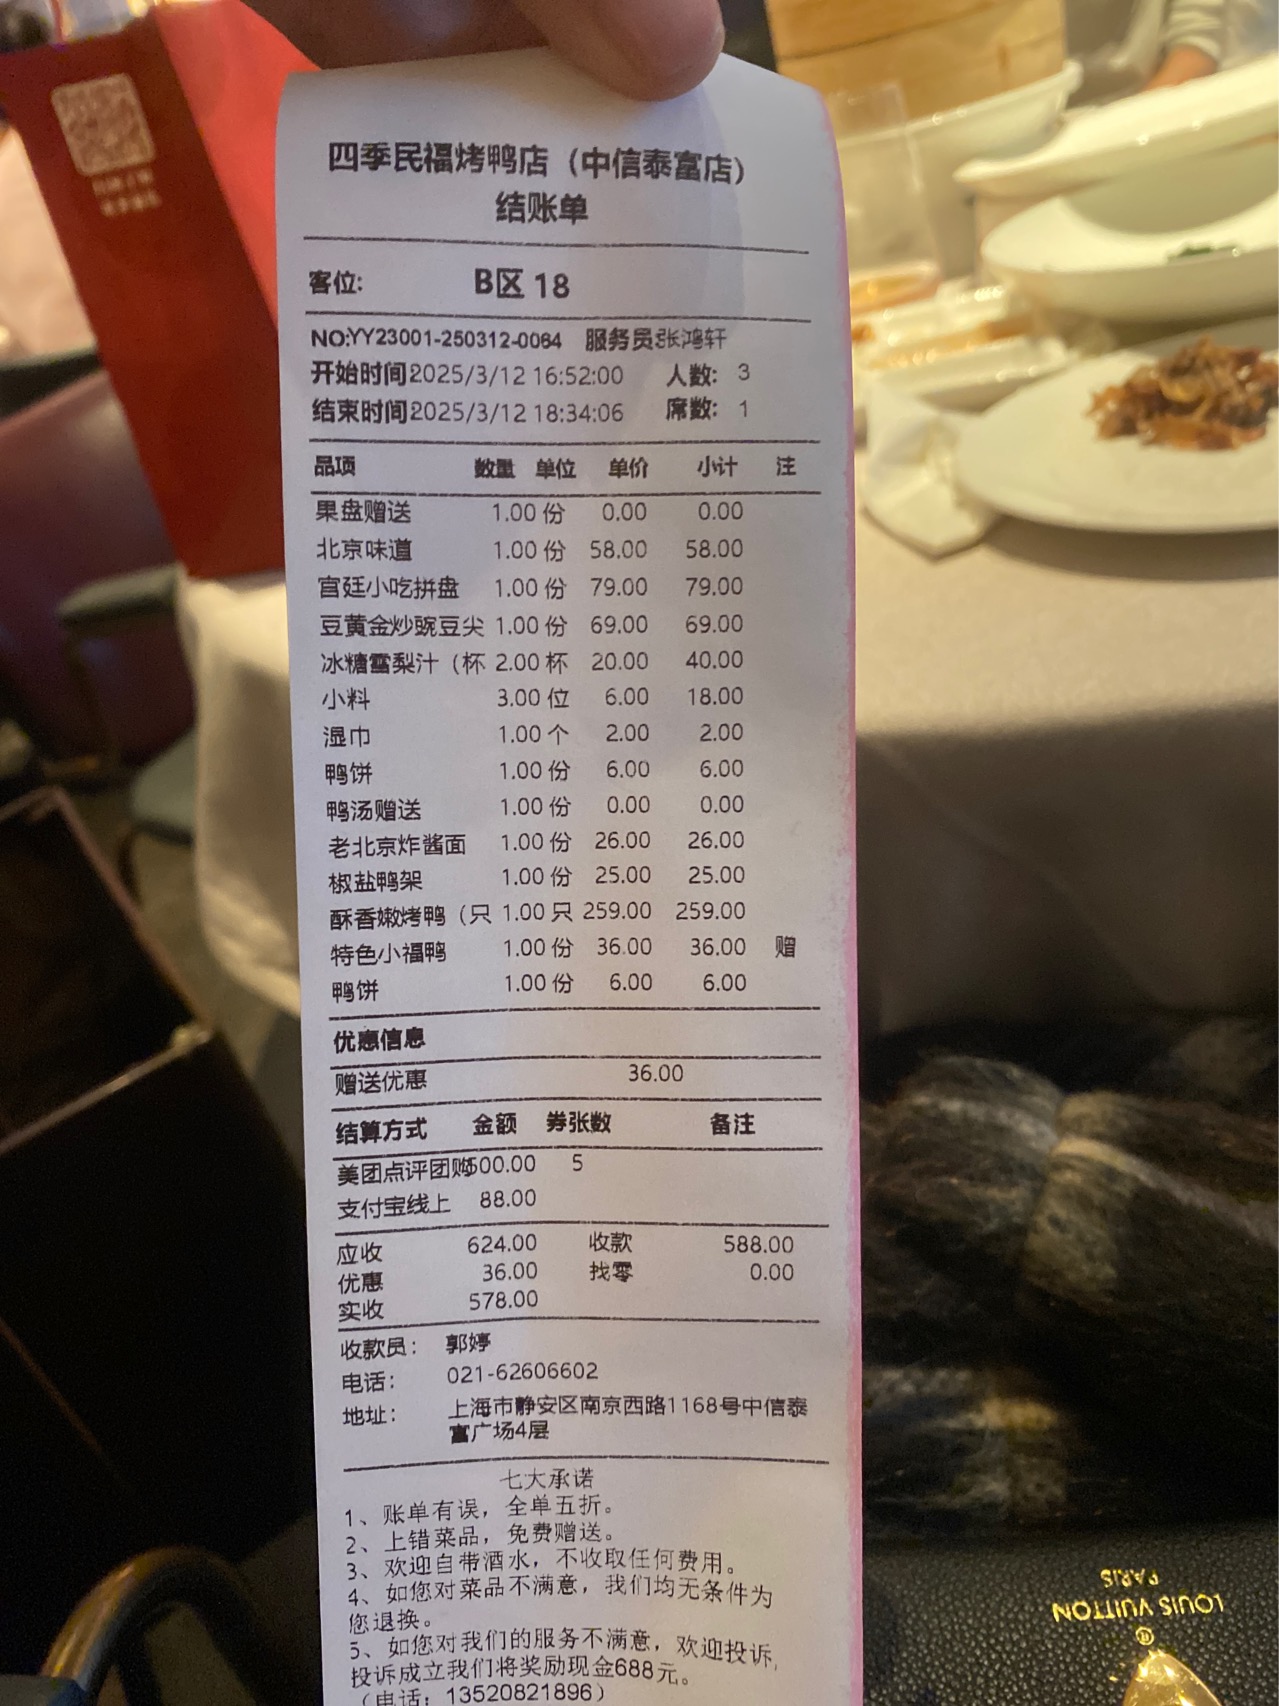 四季民福烤鸭店（中信泰富店）
结账单
客位: B区 18
NO:YY23001-250312-0064 服务员:张鸿轩
开始时间2025/3/12 16:52:00 人数: 3
结束时间2025/3/12 18:34:06 席数: 1
品项 数量 单位 单价 小计 注
果盘赠送 1.00 份 0.00 0.00
北京味道 1.00 份 58.00 58.00
宫廷小吃拼盘 1.00 份 79.00 79.00
豆黄金炒豌豆尖 1.00 份 69.00 69.00
冰糖雪梨汁（杯 2.00 杯 20.00 40.00
小料 3.00 位 6.00 18.00
湿巾 1.00 个 2.00 2.00
鸭饼 1.00 份 6.00 6.00
鸭汤赠送 1.00 份 0.00 0.00
老北京炸酱面 1.00 份 26.00 26.00
椒盐鸭架 1.00 份 25.00 25.00
酥香嫩烤鸭（只 1.00 只 259.00 259.00
特色小福鸭 1.00 份 36.00 36.00 赠
鸭饼 1.00 份 6.00 6.00
优惠信息
赠送优惠 36.00
结算方式 金额 券张数 备注
美团点评团购500.00 5
支付宝线上 88.00
应收 624.00 收款 588.00
优惠 36.00 找零 0.00
实收 578.00
收款员： 郭婷
电话： 021-62606602
地址： 上海市静安区南京西路1168号中信泰
富广场4层
七大承诺
1、账单有误，全单五折。
2、上错菜品，免费赠送。
3、欢迎自带酒水，不收取任何费用。
4、如您对菜品不满意，我们均无条件为
您退换。
5、如您对我们的服务不满意，欢迎投诉，
投诉成立我们将奖励现金688元。
（电话：13520821896）
LOUIS VUITTON
PARIS